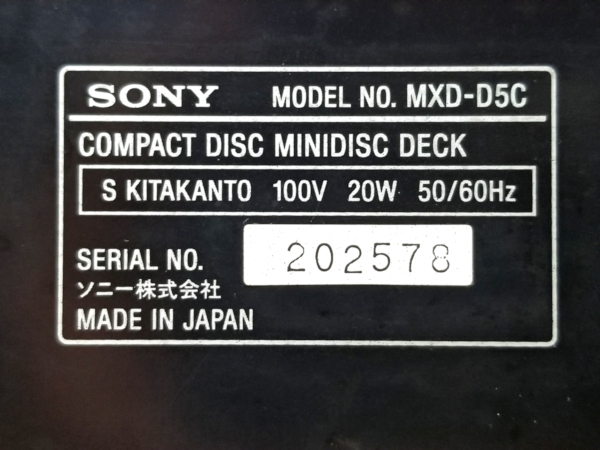 SONY MODEL NO. MXD-D5C
COMPACT DISC MINIDISC DECK
S KITAKANTO 100V 20W 50/60Hz
SERIAL NO. 202578
ソニー株式会社
MADE IN JAPAN